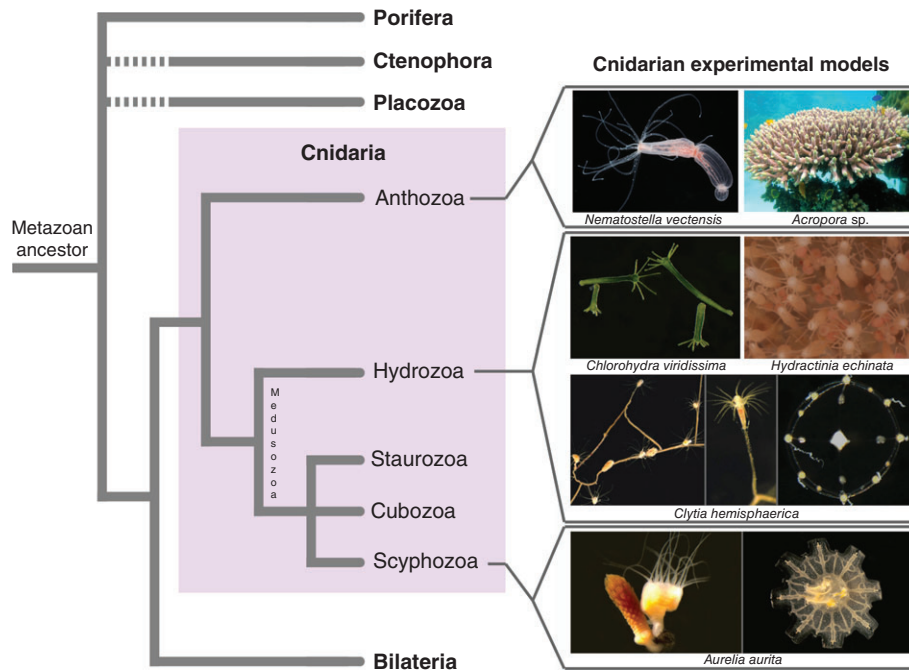 Porifera
Ctenophora
Placozoa
Cnidarian experimental models
Cnidaria
Anthozoa
Nematostella vectensis
Acropora sp.
Metazoan
ancestor
Hydrozoa
Chlorohydra viridissima
Hydractinia echinata
Medusozoa
Staurozoa
Cubozoa
Clytia hemisphaerica
Scyphozoa
Aurelia aurita
Bilateria